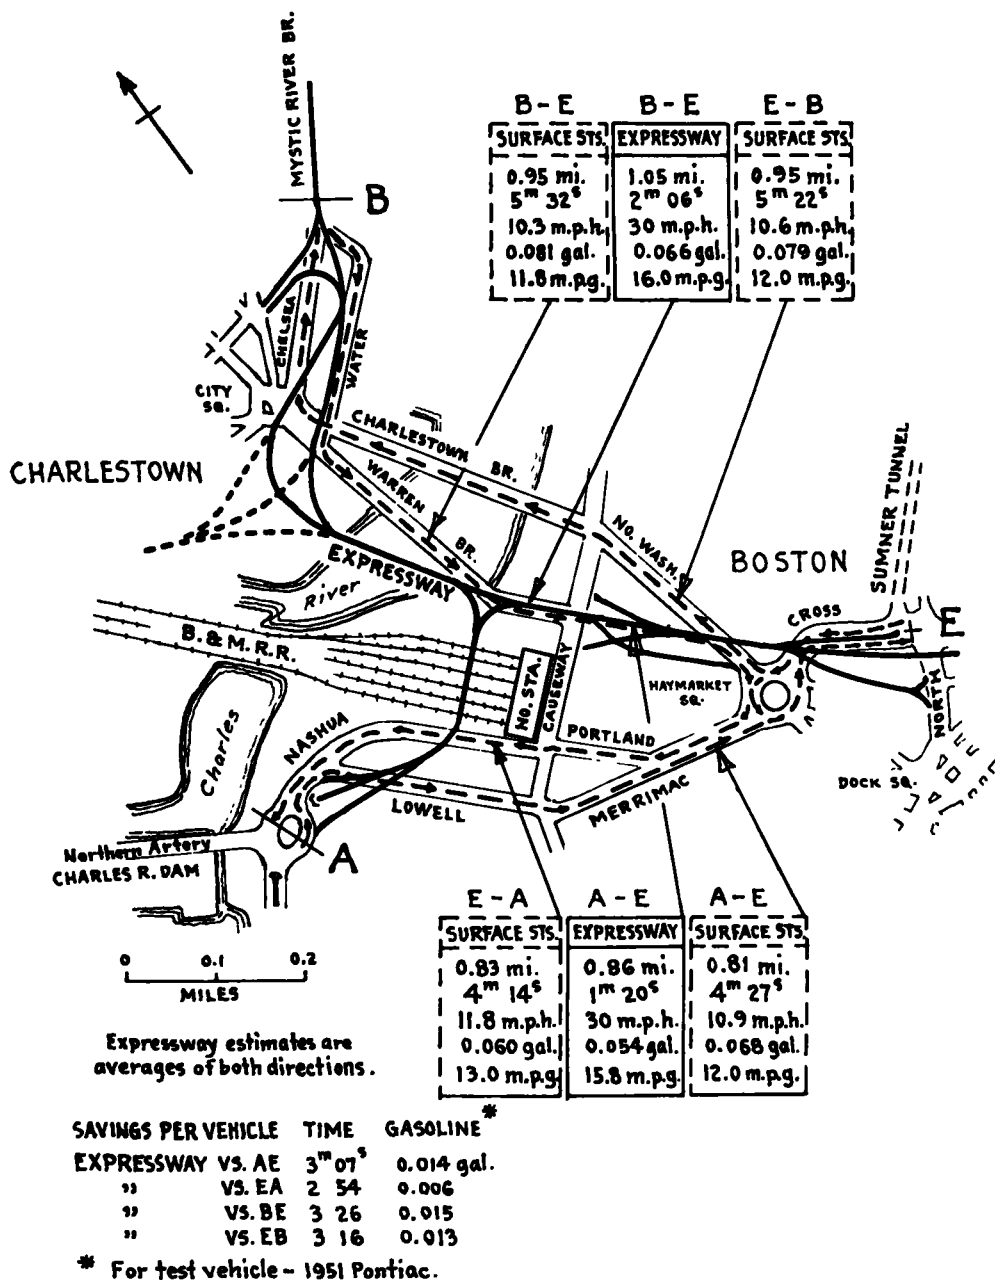 MYSTIC RIVER BR.
B
B-E
SURFACE STS.
0.95 mi.
5ᵐ 32ˢ
10.3 m.p.h.
0.081 gal.
11.8 m.p.g.
B-E
EXPRESSWAY
1.05 mi.
2ᵐ 06ˢ
30 m.p.h.
0.066 gal.
16.0 m.p.g.
E-B
SURFACE STS.
0.95 mi.
5ᵐ 22ˢ
10.6 m.p.h.
0.079 gal.
12.0 m.p.g.
CHELSEA
WATER
CITY
SQ.
CHARLESTOWN BR.
CHARLESTOWN
WARREN BR.
NO. WASH.
BOSTON
SUMNER TUNNEL
EXPRESSWAY
River
CROSS
E
B. & M. R.R.
NO. STA.
CAUSEWAY
HAYMARKET
SQ.
NORTH
Charles
NASHUA
PORTLAND
DOCK SQ.
LOWELL
MERRIMAC
Northern Artery
CHARLES R. DAM
A
E-A
SURFACE STS.
0.83 mi.
4ᵐ 14ˢ
11.8 m.p.h.
0.060 gal.
13.0 m.p.g.
A-E
EXPRESSWAY
0.86 mi.
1ᵐ 20ˢ
30 m.p.h.
0.054 gal.
15.8 m.p.g.
A-E
SURFACE STS.
0.81 mi.
4ᵐ 27ˢ
10.9 m.p.h.
0.068 gal.
12.0 m.p.g.
0 0.1 0.2
MILES
Expressway estimates are
averages of both directions.
SAVINGS PER VEHICLE TIME GASOLINE*
EXPRESSWAY VS. AE 3ᵐ 07ˢ 0.014 gal.
" VS. EA 2 54 0.006
" VS. BE 3 26 0.015
" VS. EB 3 16 0.013
* For test vehicle - 1951 Pontiac.